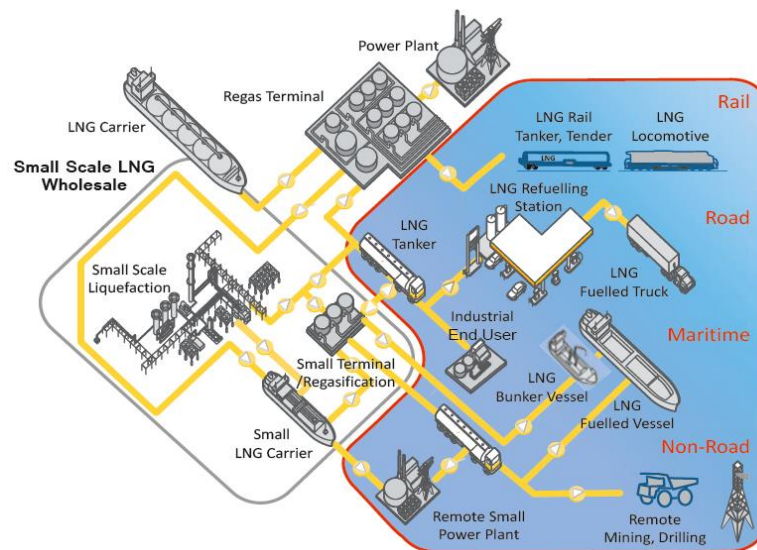 Power Plant
Regas Terminal
LNG Carrier
Small Scale LNG
Wholesale
Rail
LNG Rail
Tanker, Tender
LNG
Locomotive
LNG
LNG Refuelling
Station
Road
LNG
Tanker
LNG
Fuelled Truck
Small Scale
Liquefaction
Industrial
End User
Maritime
Small Terminal
/Regasification
LNG
Bunker Vessel
LNG
Fuelled Vessel
Small
LNG Carrier
Non-Road
Remote Small
Power Plant
Remote
Mining, Drilling